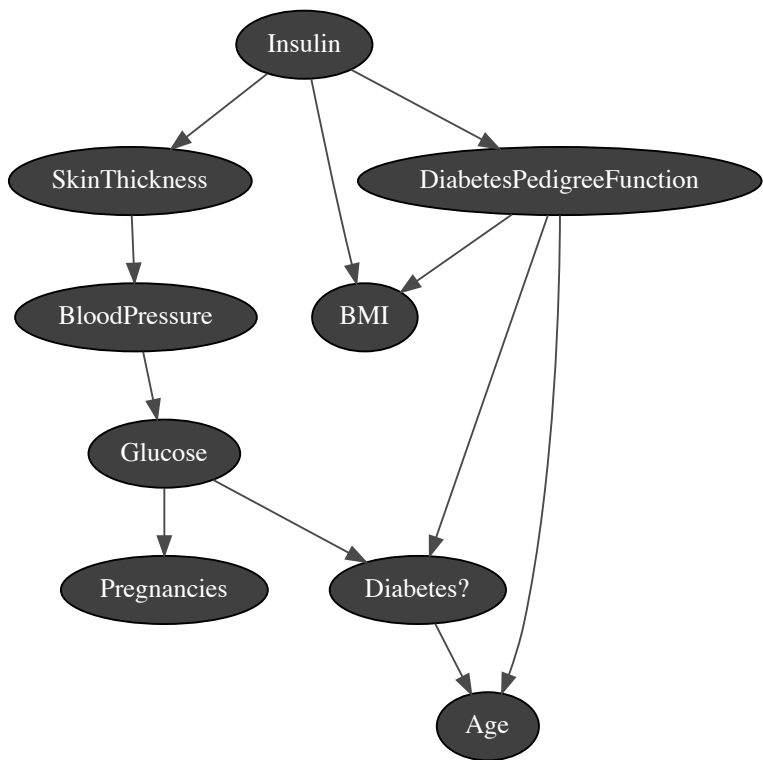 Insulin
SkinThickness
DiabetesPedigreeFunction
BloodPressure
BMI
Glucose
Pregnancies
Diabetes?
Age